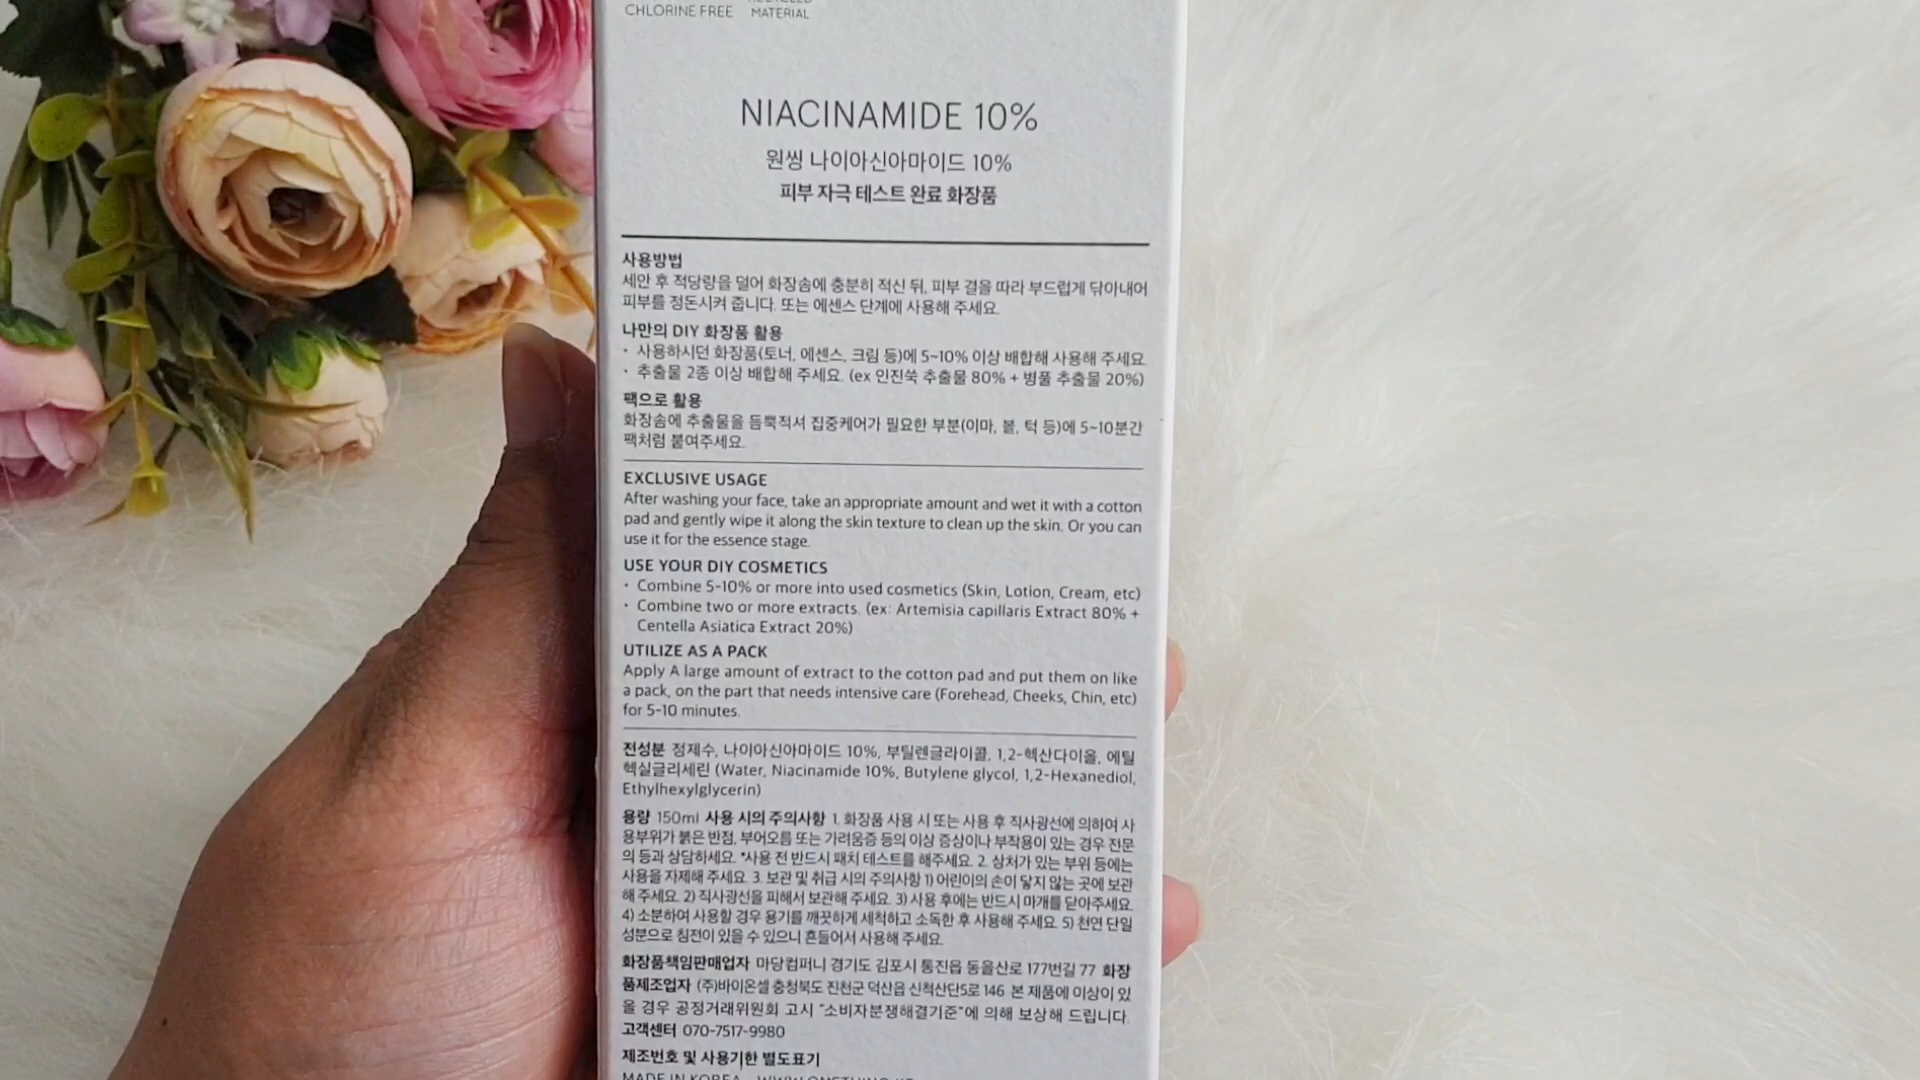 CHLORINE FREE
RECYCLED
MATERIAL
NIACINAMIDE 10%
원씽 나이아신아마이드 10%
피부 자극 테스트 완료 화장품
사용방법
세안 후 적당량을 덜어 화장솜에 충분히 적신 뒤, 피부 결을 따라 부드럽게 닦아내어
피부를 정돈시켜 줍니다. 또는 에센스 단계에 사용해 주세요.
나만의 DIY 화장품 활용
· 사용하시던 화장품(토너, 에센스, 크림 등)에 5~10% 이상 배합해 사용해 주세요.
· 추출물 2종 이상 배합해 주세요. (ex 인진쑥 추출물 80% + 병풀 추출물 20%)
팩으로 활용
화장솜에 추출물을 듬뿍적셔 집중케어가 필요한 부분(이마, 볼, 턱 등)에 5~10분간
팩처럼 붙여주세요.
EXCLUSIVE USAGE
After washing your face, take an appropriate amount and wet it with a cotton
pad and gently wipe it along the skin texture to clean up the skin. Or you can
use it for the essence stage.
USE YOUR DIY COSMETICS
· Combine 5-10% or more into used cosmetics (Skin, Lotion, Cream, etc)
· Combine two or more extracts. (ex: Artemisia capillaris Extract 80% +
Centella Asiatica Extract 20%)
UTILIZE AS A PACK
Apply A large amount of extract to the cotton pad and put them on like
a pack, on the part that needs intensive care (Forehead, Cheeks, Chin, etc)
for 5-10 minutes.
전성분 정제수, 나이아신아마이드 10%, 부틸렌글라이콜, 1,2-헥산다이올, 에틸
헥실글리세린 (Water, Niacinamide 10%, Butylene glycol, 1,2-Hexanediol,
Ethylhexylglycerin)
용량 150ml 사용 시의 주의사항 1. 화장품 사용 시 또는 사용 후 직사광선에 의하여 사
용부위가 붉은 반점, 부어오름 또는 가려움증 등의 이상 증상이나 부작용이 있는 경우 전문
의 등과 상담하세요. *사용 전 반드시 패치 테스트를 해주세요. 2. 상처가 있는 부위 등에는
사용을 자제해 주세요. 3. 보관 및 취급 시의 주의사항 1) 어린이의 손이 닿지 않는 곳에 보관
해 주세요. 2) 직사광선을 피해서 보관해 주세요. 3) 사용 후에는 반드시 마개를 닫아주세요.
4) 소분하여 사용할 경우 용기를 깨끗하게 세척하고 소독한 후 사용해 주세요. 5) 천연 단일
성분으로 침전이 있을 수 있으니 흔들어서 사용해 주세요.
화장품책임판매업자 마당컴퍼니 경기도 김포시 통진읍 동을산로 177번길 77 화장
품제조업자 (주)바이온셀 충청북도 진천군 덕산읍 신척산단5로 146 본 제품에 이상이 있
을 경우 공정거래위원회 고시 "소비자분쟁해결기준"에 의해 보상해 드립니다.
고객센터 070-7517-9980
제조번호 및 사용기한 별도표기
MADE IN KOREA